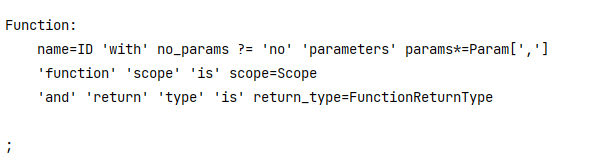 Function:
    name=ID 'with' no_params ?= 'no' 'parameters' params*=Param[',']
    'function' 'scope' 'is' scope=Scope
    'and' 'return' 'type' 'is' return_type=FunctionReturnType
;